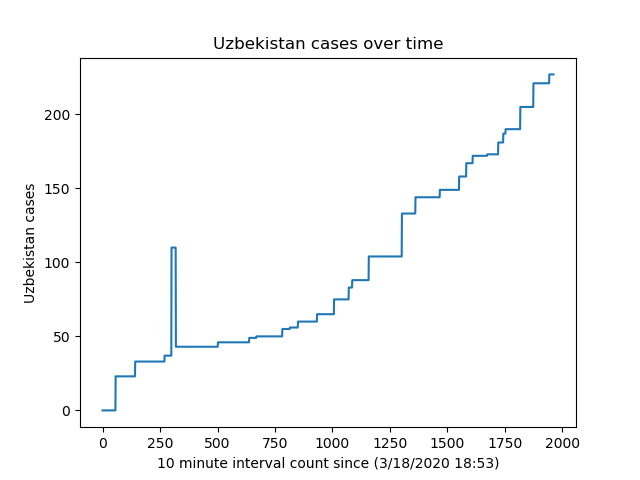 Uzbekistan cases over time
Uzbekistan cases
200
150
100
50
0
0 250 500 750 1000 1250 1500 1750 2000
10 minute interval count since (3/18/2020 18:53)